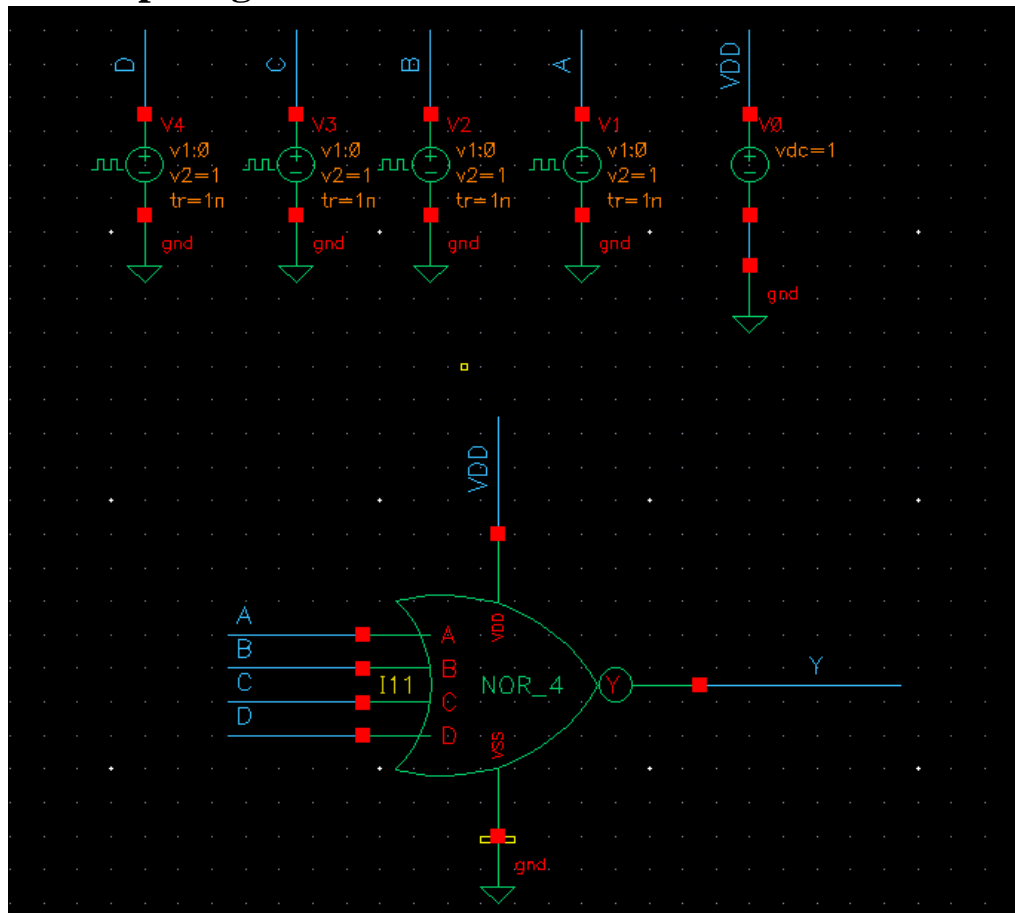 D C B A VDD
V4 V3 V2 V1 V0
v1:0 v1:0 v1:0 v1:0 vdc=1
v2=1 v2=1 v2=1 v2=1
tr=1n tr=1n tr=1n tr=1n
gnd gnd gnd gnd
gnd
VDD
A
B
C
D
I11
A
B
C
D
VDD
NOR_4
VSS
Y
Y
gnd